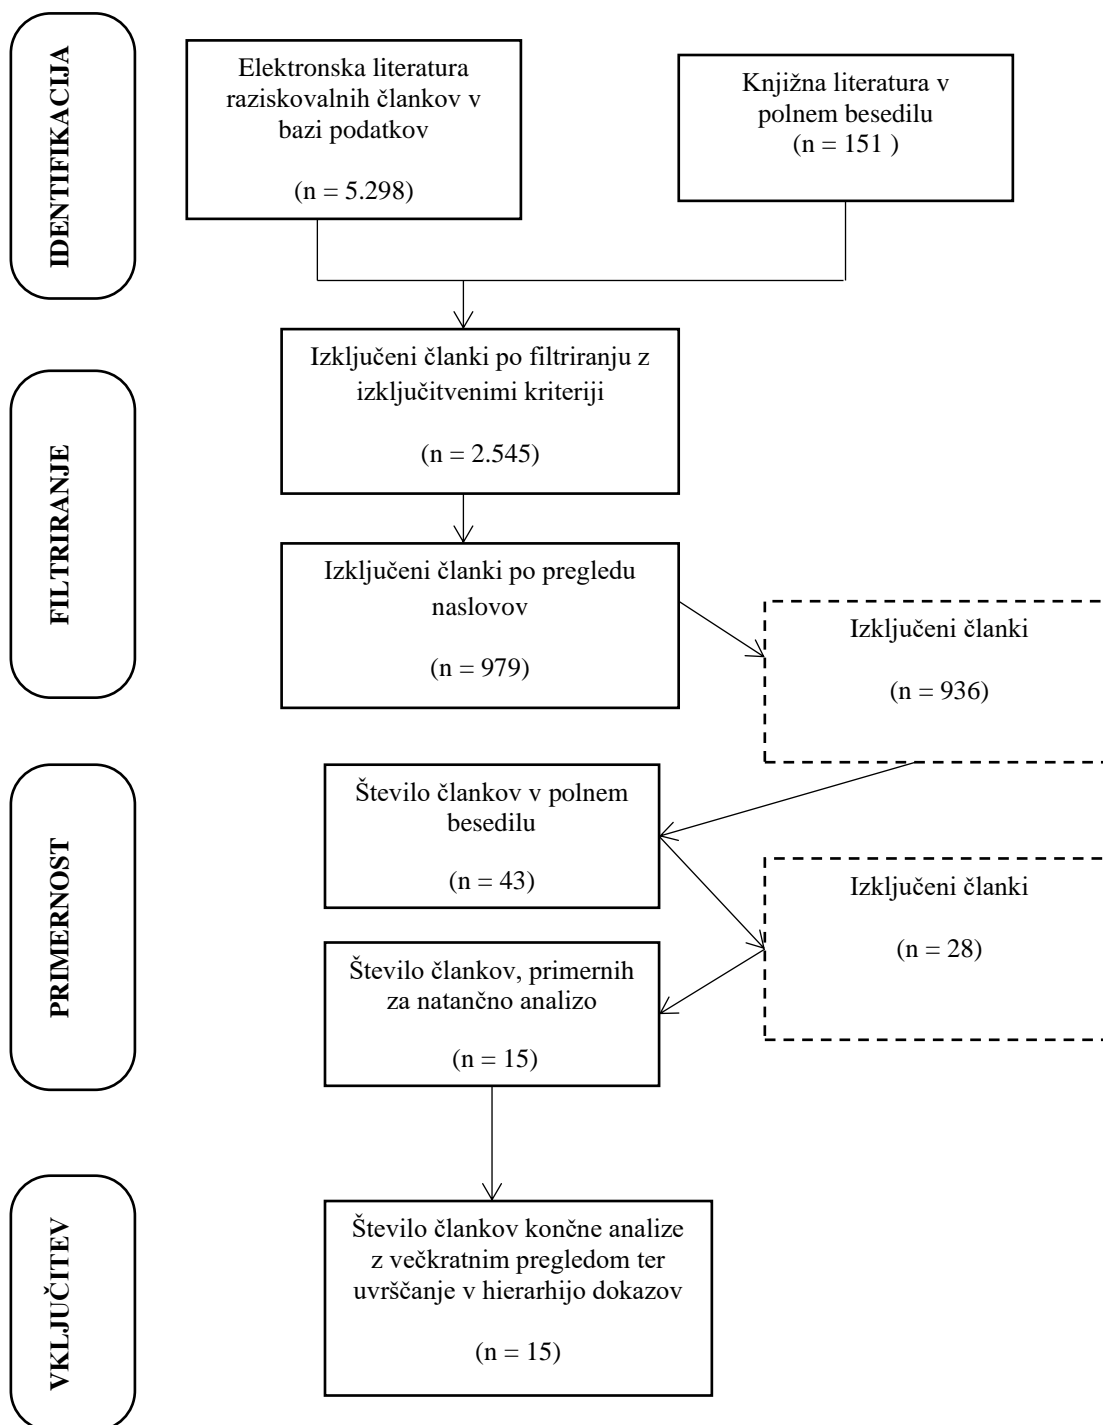 IDENTIFIKACIJA
Elektronska literatura
raziskovalnih člankov v
bazi podatkov
(n = 5.298)
Knjižna literatura v
polnem besedilu
(n = 151 )
FILTRIRANJE
Izključeni članki po filtriranju z
izključitvenimi kriteriji
(n = 2.545)
Izključeni članki po pregledu
naslovov
(n = 979)
Izključeni članki
(n = 936)
PRIMERNOST
Število člankov v polnem
besedilu
(n = 43)
Izključeni članki
(n = 28)
Število člankov, primernih
za natančno analizo
(n = 15)
VKLJUČITEV
Število člankov končne analize
z večkratnim pregledom ter
uvrščanje v hierarhijo dokazov
(n = 15)